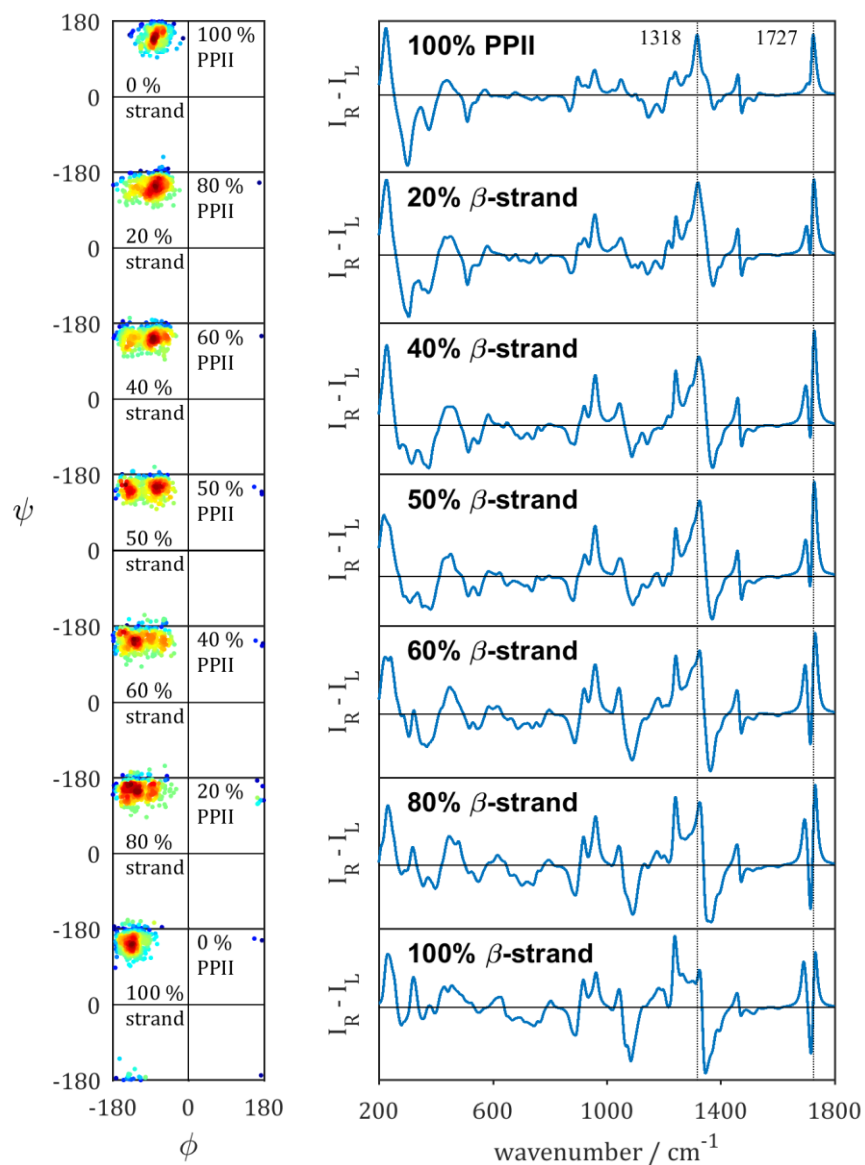 180
100 %
PPII
0 %
strand
0
-180
80 %
PPII
20 %
strand
0
-180
60 %
PPII
40 %
strand
0
-180
50 %
PPII
50 %
strand
0
-180
40 %
PPII
60 %
strand
0
-180
20 %
PPII
80 %
strand
0
-180
0 %
PPII
100 %
strand
0
-180
-180 0 180
ψ
ϕ
100% PPII
1318
1727
I_R - I_L
20% β-strand
I_R - I_L
40% β-strand
I_R - I_L
50% β-strand
I_R - I_L
60% β-strand
I_R - I_L
80% β-strand
I_R - I_L
100% β-strand
I_R - I_L
200 600 1000 1400 1800
wavenumber / cm⁻¹